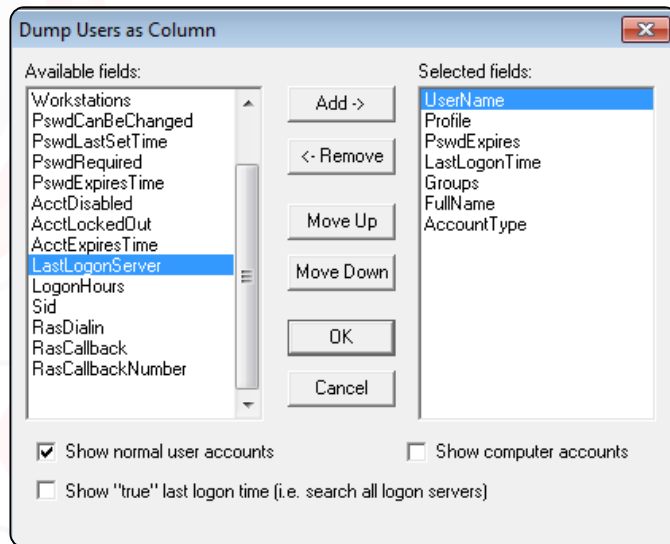 Dump Users as Column
Available fields:
Workstations
PswdCanBeChanged
PswdLastSetTime
PswdRequired
PswdExpiresTime
AcctDisabled
AcctLockedOut
AcctExpiresTime
LastLogonServer
LogonHours
Sid
RasDialin
RasCallback
RasCallbackNumber
Add ->
<- Remove
Move Up
Move Down
OK
Cancel
Selected fields:
UserName
Profile
PswdExpires
LastLogonTime
Groups
FullName
AccountType
Show normal user accounts
Show computer accounts
Show "true" last logon time (i.e. search all logon servers)